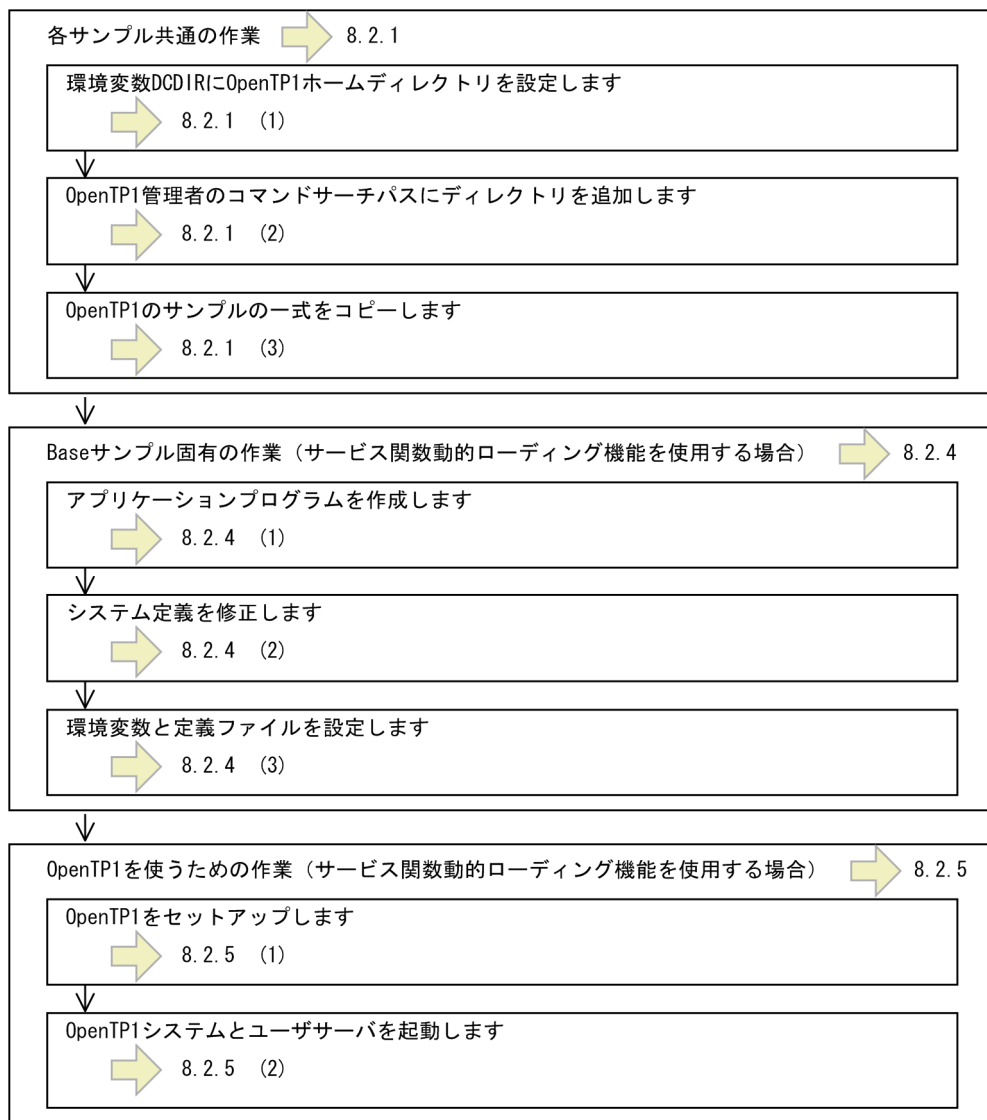 各サンプル共通の作業 8.2.1
環境変数DCDIRにOpenTP1ホームディレクトリを設定します
8.2.1 (1)
OpenTP1管理者のコマンドサーチパスにディレクトリを追加します
8.2.1 (2)
OpenTP1のサンプルの一式をコピーします
8.2.1 (3)
Baseサンプル固有の作業（サービス関数動的ローディング機能を使用する場合） 8.2.4
アプリケーションプログラムを作成します
8.2.4 (1)
システム定義を修正します
8.2.4 (2)
環境変数と定義ファイルを設定します
8.2.4 (3)
OpenTP1を使うための作業（サービス関数動的ローディング機能を使用する場合） 8.2.5
OpenTP1をセットアップします
8.2.5 (1)
OpenTP1システムとユーザサーバを起動します
8.2.5 (2)